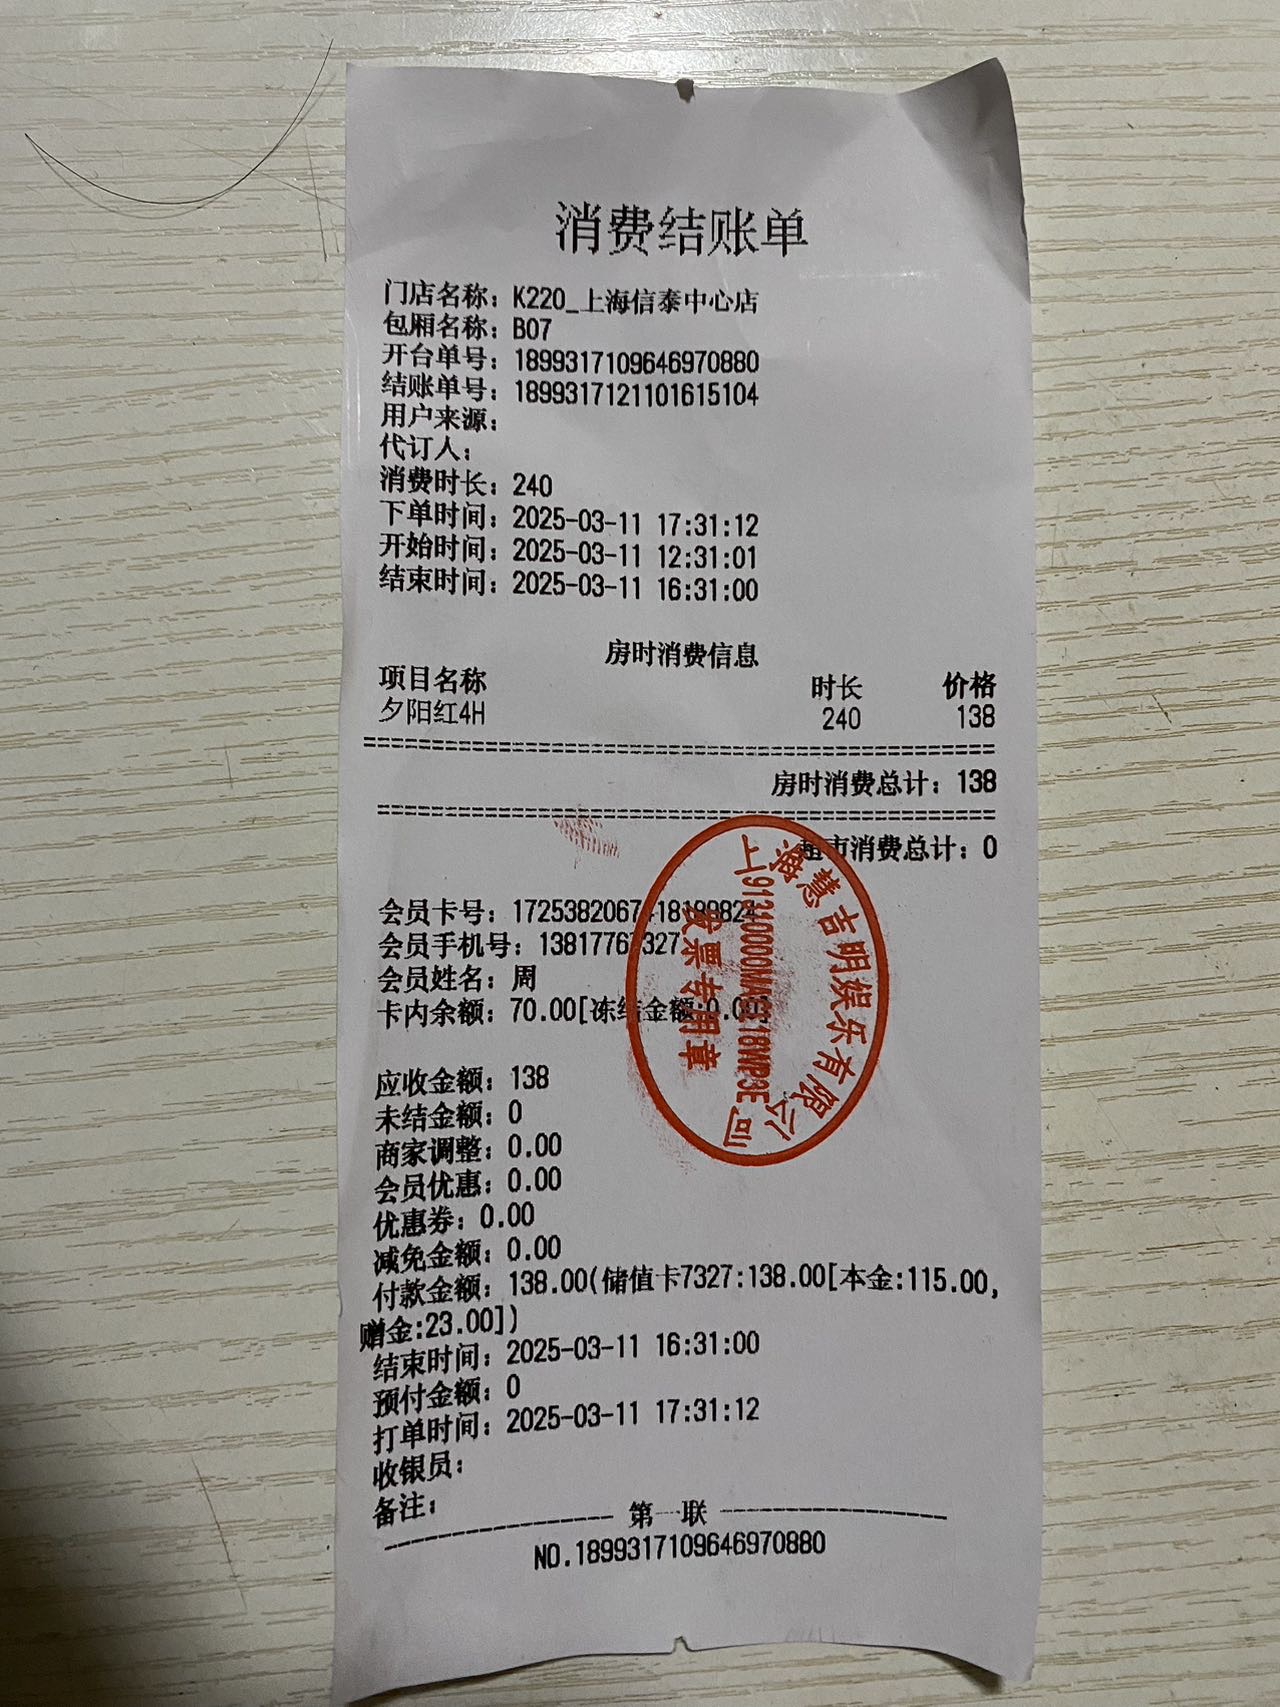 消费结账单
门店名称：K220_上海信泰中心店
包厢名称：B07
开台单号：1899317109646970880
结账单号：1899317121101615104
用户来源：
代订人：
消费时长：240
下单时间：2025-03-11 17:31:12
开始时间：2025-03-11 12:31:01
结束时间：2025-03-11 16:31:00
房时消费信息
项目名称 时长 价格
夕阳红4H 240 138
房时消费总计：138
超市消费总计：0
会员卡号：
会员手机号：
会员姓名：周
卡内余额：70.00[冻结金额:0.00]
应收金额：138
未结金额：0
商家调整：0.00
会员优惠：0.00
优惠券：0.00
减免金额：0.00
付款金额：138.00(储值卡7327:138.00[本金:115.00,
赠金:23.00])
结束时间：2025-03-11 16:31:00
预付金额：0
打单时间：2025-03-11 17:31:12
收银员：
备注：
第一联
NO.1899317109646970880
上海慧吉明娱乐有限公司
发票专用章